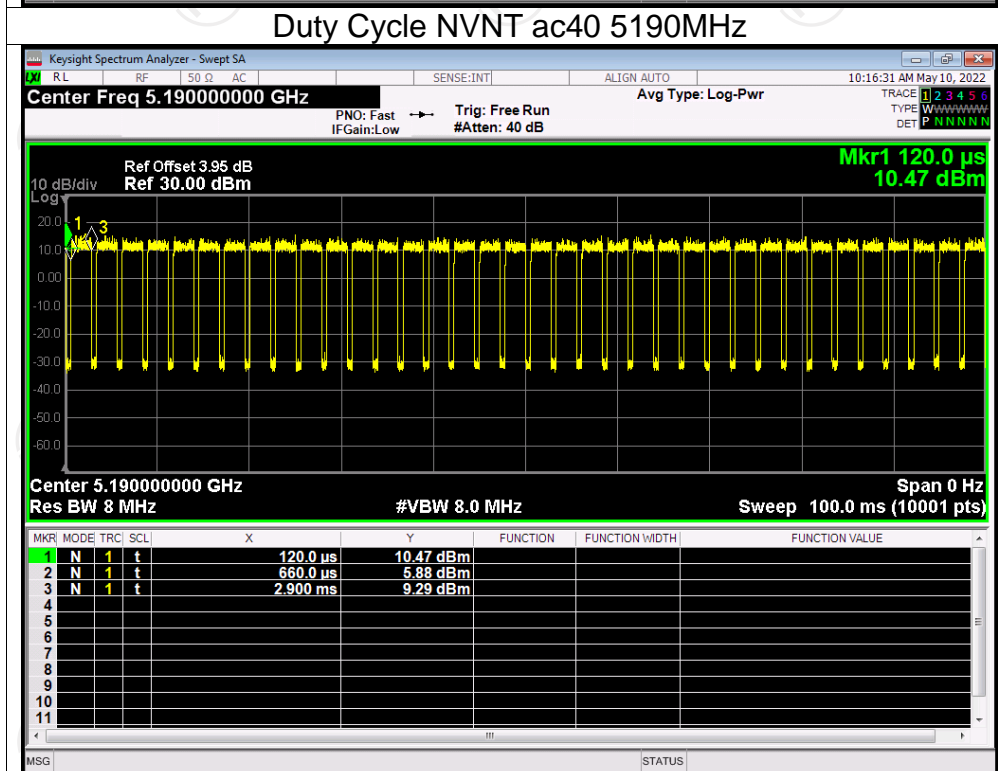 Duty Cycle NVNT ac40 5190MHz
Keysight Spectrum Analyzer - Swept SA
LXI RL RF 50 Ω AC SENSE:INT ALIGN AUTO 10:16:31 AM May 10, 2022
Center Freq 5.190000000 GHz
PNO: Fast
IFGain:Low
Trig: Free Run
#Atten: 40 dB
Avg Type: Log-Pwr
TRACE 1 2 3 4 5 6
TYPE WWWWWW
DET P N N N N N
Mkr1 120.0 µs
10.47 dBm
Ref Offset 3.95 dB
10 dB/div Ref 30.00 dBm
Log
20.0
10.0
0.00
-10.0
-20.0
-30.0
-40.0
-50.0
-60.0
1
3
Center 5.190000000 GHz Span 0 Hz
Res BW 8 MHz #VBW 8.0 MHz Sweep 100.0 ms (10001 pts)
MKR MODE TRC SCL X Y FUNCTION FUNCTION WIDTH FUNCTION VALUE
1 N 1 t 120.0 µs 10.47 dBm
2 N 1 t 660.0 µs 5.88 dBm
3 N 1 t 2.900 ms 9.29 dBm
4
5
6
7
8
9
10
11
MSG STATUS